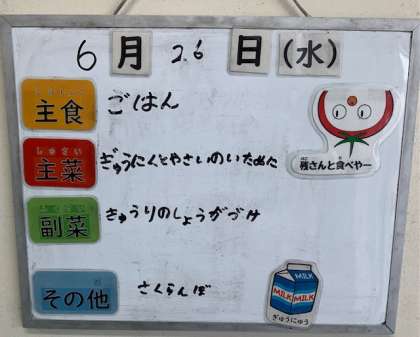 6月26日(水)
主食 ごはん
残さんと食べやー
主菜 ぎゅうにくとやさいのいためた
副菜 きゅうりのしょうがづけ
その他 さくらんぼ
MILK MILK
MILK
ぎゅうにゅう